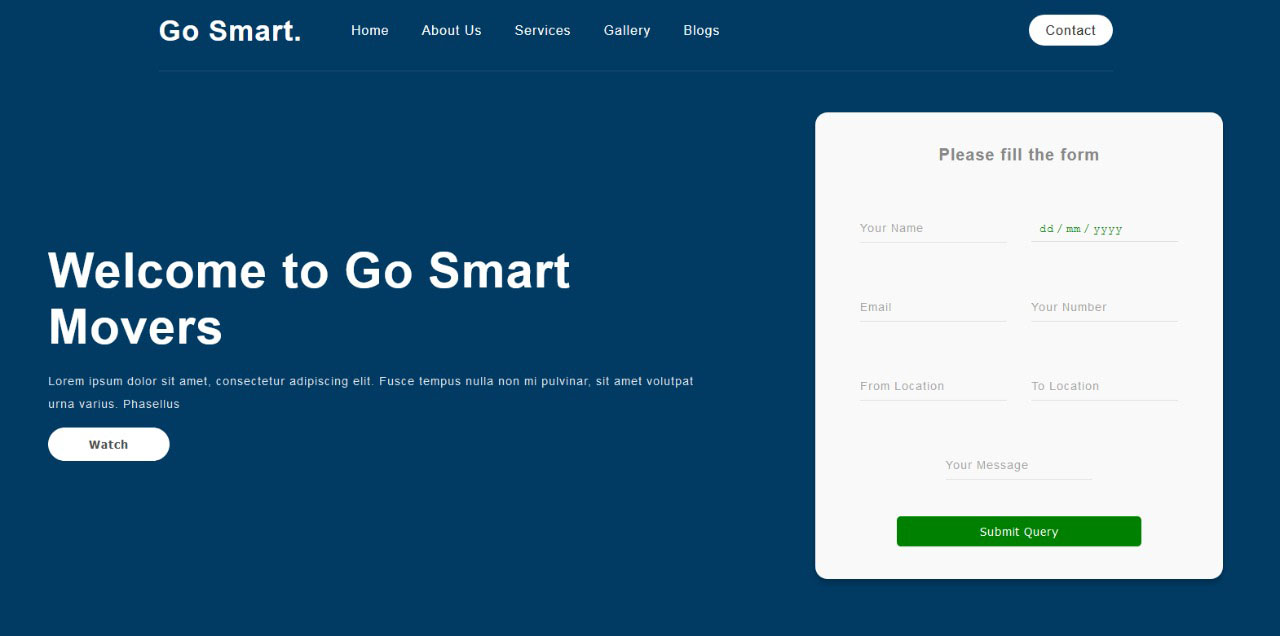 Go Smart.
Home
About Us
Services
Gallery
Blogs
Contact
Welcome to Go Smart
Movers
Lorem ipsum dolor sit amet, consectetur adipiscing elit. Fusce tempus nulla non mi pulvinar, sit amet volutpat
urna varius. Phasellus
Watch
Please fill the form
Your Name
dd / mm / yyyy
Email
Your Number
From Location
To Location
Your Message
Submit Query